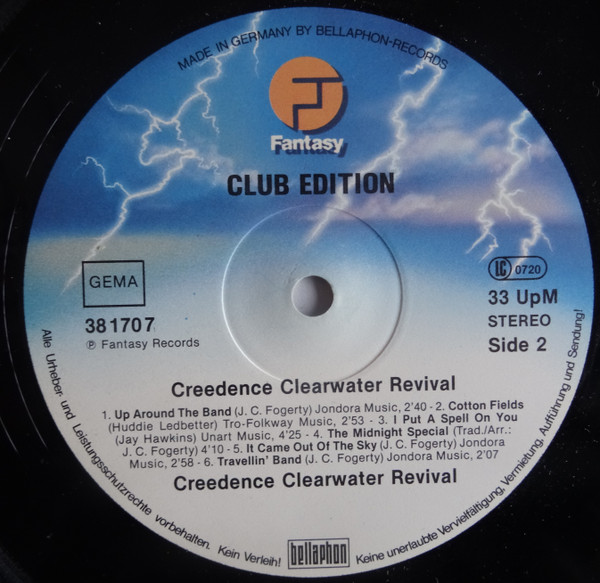 MADE IN GERMANY BY BELLAPHON-RECORDS
Fantasy
CLUB EDITION
GEMA
LC 0720
381707
33 UpM
℗ Fantasy Records
STEREO
Side 2
Creedence Clearwater Revival
1. Up Around The Band (J. C. Fogerty) Jondora Music, 2'40 - 2. Cotton Fields
(Huddie Ledbetter) Tro-Folkway Music, 2'53 - 3. I Put A Spell On You
(Jay Hawkins) Unart Music, 4'25 - 4. The Midnight Special (Trad./Arr.:
J. C. Fogerty) 4'10 - 5. It Came Out Of The Sky (J. C. Fogerty) Jondora
Music, 2'58 - 6. Travellin' Band (J. C. Fogerty) Jondora Music, 2'07
Creedence Clearwater Revival
bellaphon
Alle Urheber- und Leistungsschutzrechte vorbehalten. Kein Verleih! Keine unerlaubte Vervielfältigung, Vermietung, Aufführung und Sendung!